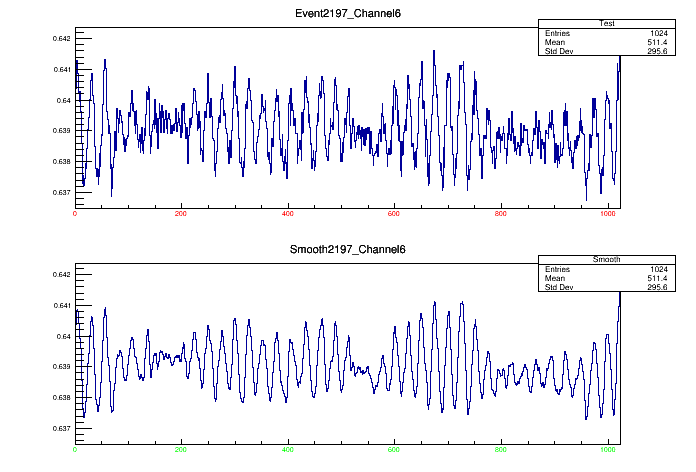 Event2197_Channel6
Test
Entries 1024
Mean 511.4
Std Dev 295.6
0.642
0.641
0.64
0.639
0.638
0.637
0 200 400 600 800 1000
Smooth2197_Channel6
Smooth
Entries 1024
Mean 511.4
Std Dev 295.6
0.642
0.641
0.64
0.639
0.638
0.637
0 200 400 600 800 1000